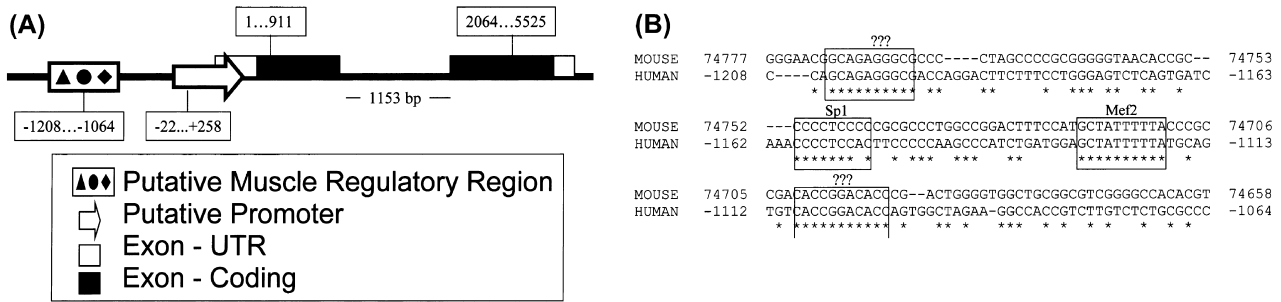 (A)
1...911
2064...5525
1153 bp
-1208...-1064
-22...+258
Putative Muscle Regulatory Region
Putative Promoter
Exon - UTR
Exon - Coding
(B)
???
MOUSE 74777 GGGAACGGCAGAGGGCGCCC----CTAGCCCCGCGGGGGTAACACCGC-- 74753
HUMAN -1208 C----CAGCAGAGGGCGACCAGGACTTCTTTCCTGGGAGTCTCAGTGATC -1163
* ********** ** ** * ** ** * *
Sp1 Mef2
MOUSE 74752 ---CCCCTCCCCCGCGCCCTGGCCGGACTTTCCATGCTATTTTTACCCGC 74706
HUMAN -1162 AAACCCCTCCACTTCCCCCAAGCCCATCTGATGGAGCTATTTTTATGCAG -1113
******* * * *** *** ** ********** *
???
MOUSE 74705 CGACACCGGACACCCG--ACTGGGGTGGCTGCGGCGTCGGGGCCACACGT 74658
HUMAN -1112 TGTCACCGGACACCAGTGGCTAGAA-GGCCACCGTCTTGTCTCTGCGCCC -1064
* *********** * ** * ** *** * * * * *